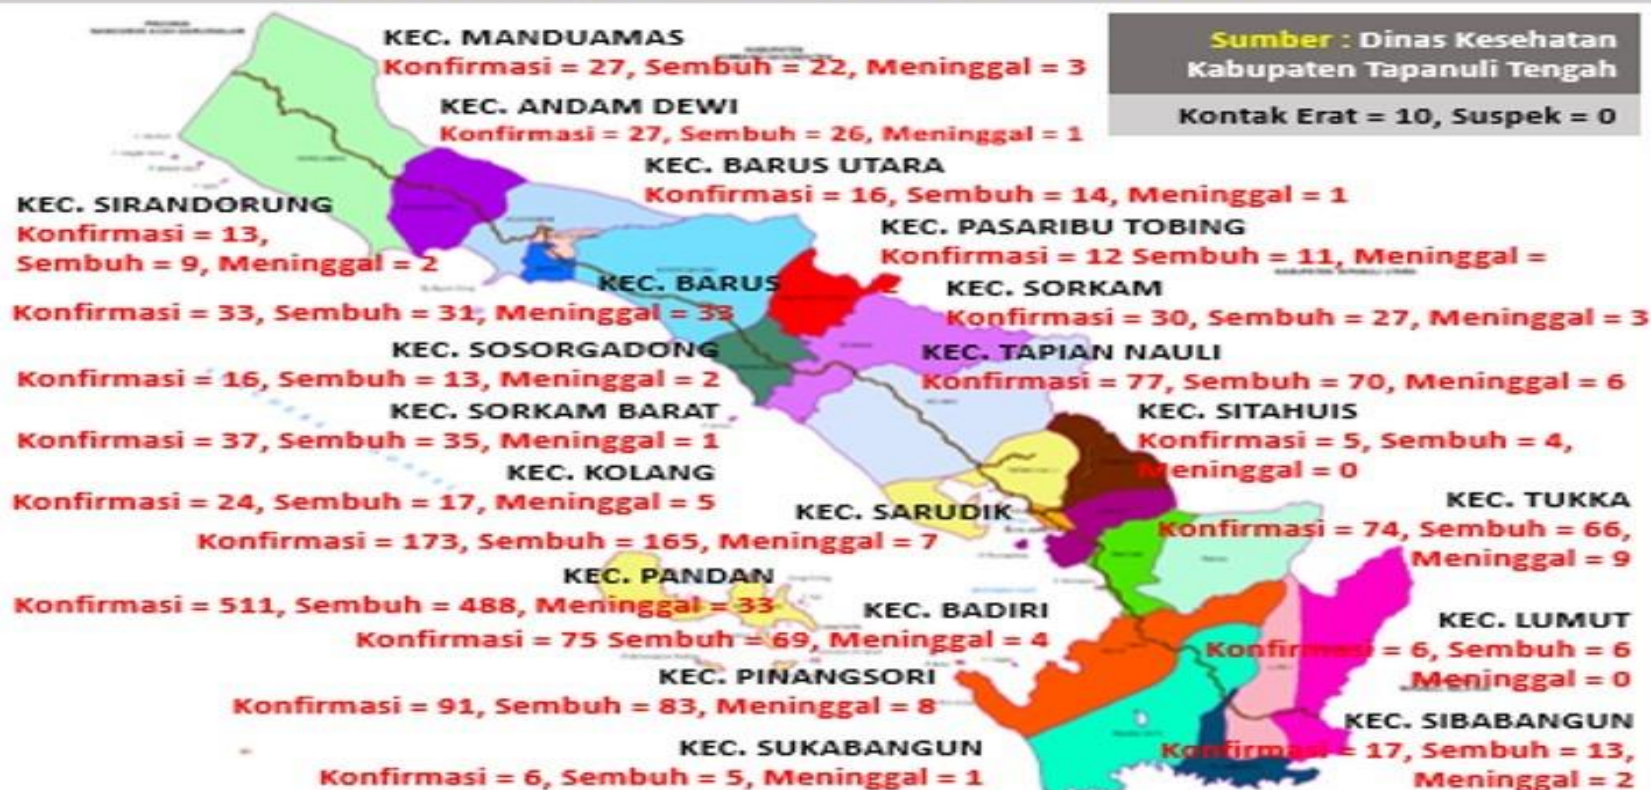 KEC. MANDUAMAS
Konfirmasi = 27, Sembuh = 22, Meninggal = 3
Sumber : Dinas Kesehatan
Kabupaten Tapanuli Tengah
Kontak Erat = 10, Suspek = 0
KEC. ANDAM DEWI
Konfirmasi = 27, Sembuh = 26, Meninggal = 1
KEC. BARUS UTARA
Konfirmasi = 16, Sembuh = 14, Meninggal = 1
KEC. SIRANDORUNG
Konfirmasi = 13,
Sembuh = 9, Meninggal = 2
KEC. PASARIBU TOBING
Konfirmasi = 12 Sembuh = 11, Meninggal =
KEC. BARUS
Konfirmasi = 33, Sembuh = 31, Meninggal = 33
KEC. SORKAM
Konfirmasi = 30, Sembuh = 27, Meninggal = 3
KEC. SOSORGADONG
Konfirmasi = 16, Sembuh = 13, Meninggal = 2
KEC. TAPIAN NAULI
Konfirmasi = 77, Sembuh = 70, Meninggal = 6
KEC. SORKAM BARAT
Konfirmasi = 37, Sembuh = 35, Meninggal = 1
KEC. SITAHUIS
Konfirmasi = 5, Sembuh = 4,
Meninggal = 0
KEC. KOLANG
Konfirmasi = 24, Sembuh = 17, Meninggal = 5
KEC. SARUDIK
Konfirmasi = 173, Sembuh = 165, Meninggal = 7
KEC. TUKKA
Konfirmasi = 74, Sembuh = 66,
Meninggal = 9
KEC. PANDAN
Konfirmasi = 511, Sembuh = 488, Meninggal = 33
KEC. BADIRI
Konfirmasi = 75 Sembuh = 69, Meninggal = 4
KEC. LUMUT
Konfirmasi = 6, Sembuh = 6
Meninggal = 0
KEC. PINANGSORI
Konfirmasi = 91, Sembuh = 83, Meninggal = 8
KEC. SIBABANGUN
Konfirmasi = 17, Sembuh = 13,
Meninggal = 2
KEC. SUKABANGUN
Konfirmasi = 6, Sembuh = 5, Meninggal = 1